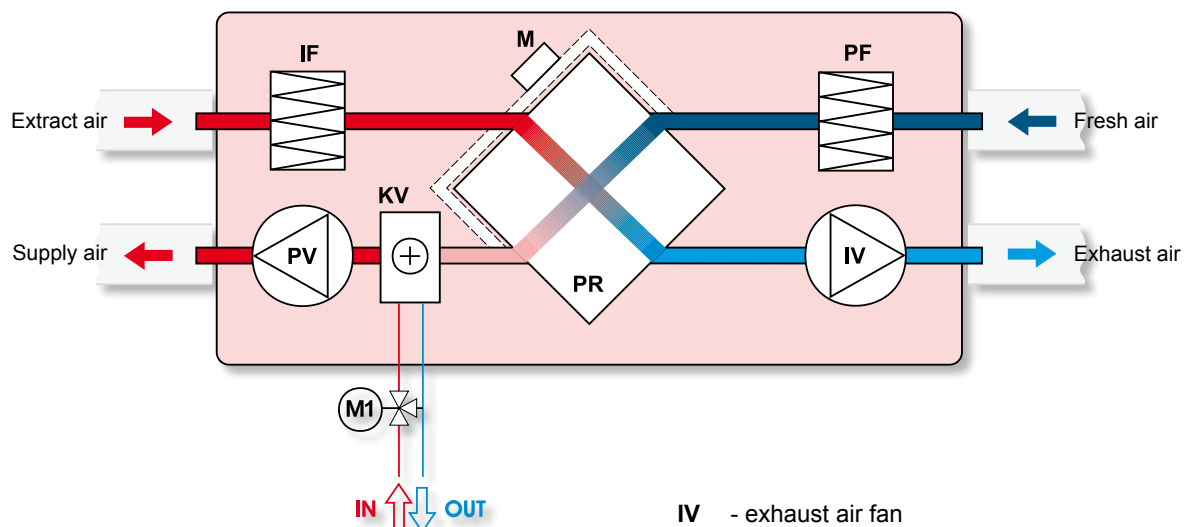 M
IF
PF
Extract air
Fresh air
KV
Supply air
PV
PR
IV
Exhaust air
M1
IN
OUT
IV - exhaust air fan